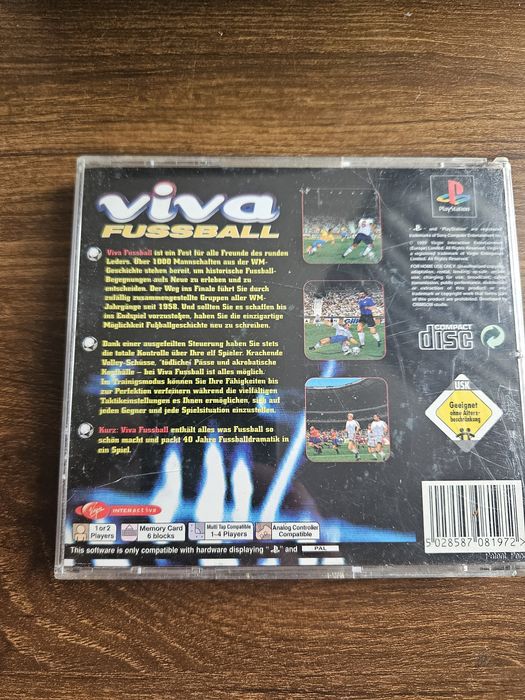 viva
FUSSBALL
Viva Fussball ist ein Fest für alle Freunde des runden
Leders. Über 1000 Mannschaften aus der WM-
Geschichte stehen bereit, um historische Fussball-
Begegnungen aufs Neue zu erleben und zu
entscheiden. Der Weg ins Finale führt Sie durch
zufällig zusammengestellte Gruppen aller WM-
Jahrgänge seit 1958. Und sollten Sie es schaffen bis
ins Endspiel vorzustoßen, haben Sie die einzigartige
Möglichkeit Fußballgeschichte neu zu schreiben.
Dank einer ausgefeilten Steuerung haben Sie stets
die totale Kontrolle über Ihre elf Spieler. Krachende
Volley-Schüsse, "tödliche" Pässe und akrobatische
Kopfbälle – bei Viva Fussball ist alles möglich.
Im Trainigsmodus können Sie Ihre Fähigkeiten bis
zur Perfektion verfeinern während die vielfältigen
Taktikeinstellungen es Ihnen ermöglichen, sich auf
jeden Gegner und jede Spielsituation einzustellen.
Kurz: Viva Fussball enthält alles was Fussball so
schön macht und packt 40 Jahre Fussballdramatik in
ein Spiel.
PlayStation
COMPACT
disc
USK
Geeignet
ohne Alters-
beschränkung
Virgin INTERactive
1 or 2
Players
Memory Card
6 blocks
Multi Tap Compatible
1-4 Players
Analog Controller
Compatible
This software is only compatible with hardware displaying " " and PAL
5 028587 081972 >